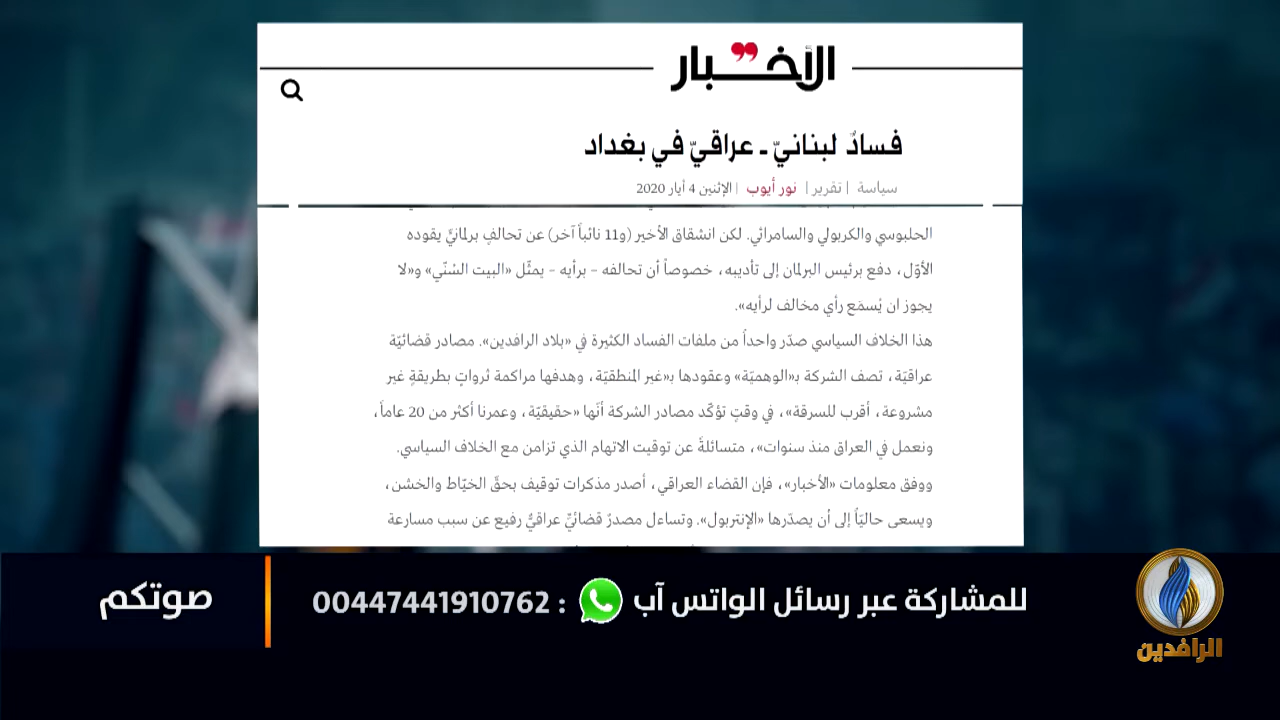 الأخبار
فسادٌ لبنانيّ ـ عراقيّ في بغداد
سياسة | تقرير | نور أيوب | الإثنين 4 أيار 2020
الحلبوسي والكربولي والسامرائي. لكن انشقاق الأخير (و11 نائباً آخر) عن تحالفٍ برلمانيٍّ يقوده
الأوّل، دفع برئيس البرلمان إلى تأديبه، خصوصاً أن تحالفه – برأيه – يمثّل «البيت السُنّي» و«لا
يجوز ان يُسمَع رأي مخالف لرأيه».
هذا الخلاف السياسي صدّر واحداً من ملفات الفساد الكثيرة في «بلاد الرافدين». مصادر قضائيّة
عراقيّة، تصف الشركة بـ«الوهميّة» وعقودها بـ«غير المنطقيّة، وهدفها مراكمة ثرواتٍ بطريقةٍ غير
مشروعة، أقرب للسرقة»، في وقتٍ تؤكّد مصادر الشركة أنّها «حقيقيّة، وعمرنا أكثر من 20 عاماً،
ونعمل في العراق منذ سنوات»، متسائلةً عن توقيت الاتهام الذي تزامن مع الخلاف السياسي.
ووفق معلومات «الأخبار»، فإن القضاء العراقي، أصدر مذكرات توقيف بحقّ الخيّاط والخشن،
ويسعى حاليّاً إلى أن يصدّرها «الإنتربول». وتساءل مصدرٌ قضائيٌّ عراقيٌّ رفيع عن سبب مسارعة
للمشاركة عبر رسائل الواتس آب : 00447441910762
صوتكم
الرافدين